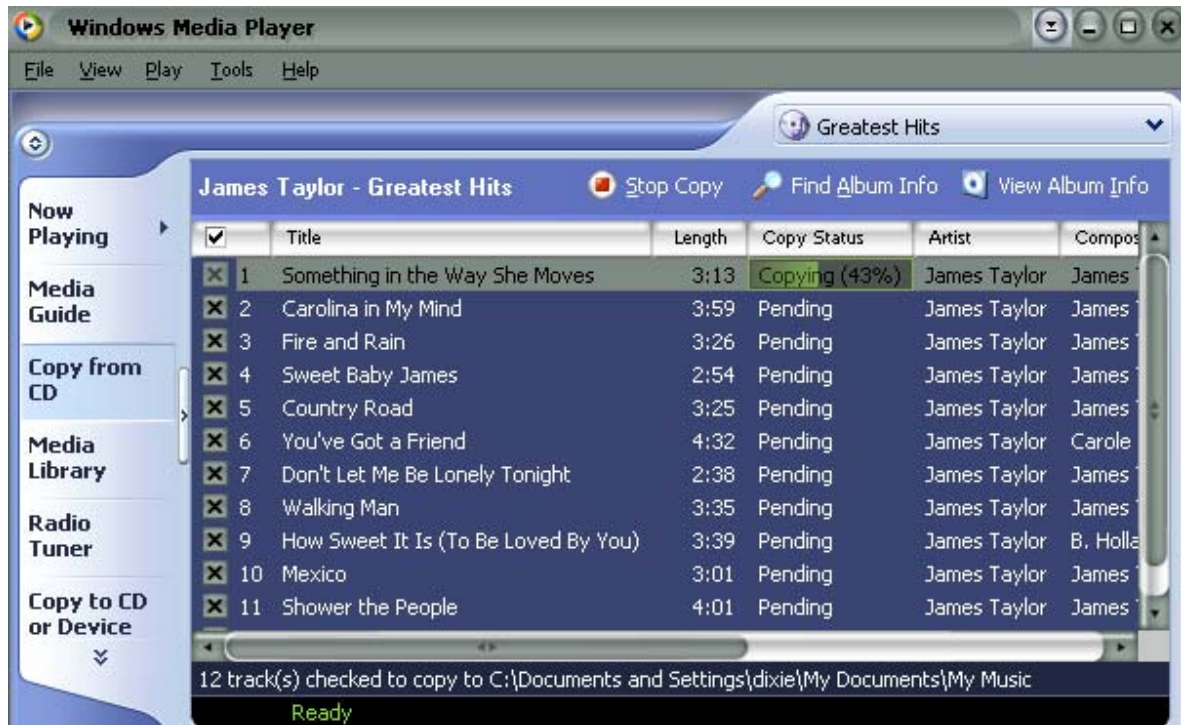 Windows Media Player
File View Play Tools Help
Greatest Hits
James Taylor - Greatest Hits Stop Copy Find Album Info View Album Info
Now Playing
Media Guide
Copy from CD
Media Library
Radio Tuner
Copy to CD or Device
Title Length Copy Status Artist Compos
1 Something in the Way She Moves 3:13 Copying (43%) James Taylor James
2 Carolina in My Mind 3:59 Pending James Taylor James
3 Fire and Rain 3:26 Pending James Taylor James
4 Sweet Baby James 2:54 Pending James Taylor James
5 Country Road 3:25 Pending James Taylor James
6 You've Got a Friend 4:32 Pending James Taylor Carole
7 Don't Let Me Be Lonely Tonight 2:38 Pending James Taylor James
8 Walking Man 3:35 Pending James Taylor James
9 How Sweet It Is (To Be Loved By You) 3:39 Pending James Taylor B. Holla
10 Mexico 3:01 Pending James Taylor James
11 Shower the People 4:01 Pending James Taylor James
12 track(s) checked to copy to C:\Documents and Settings\dixie\My Documents\My Music
Ready